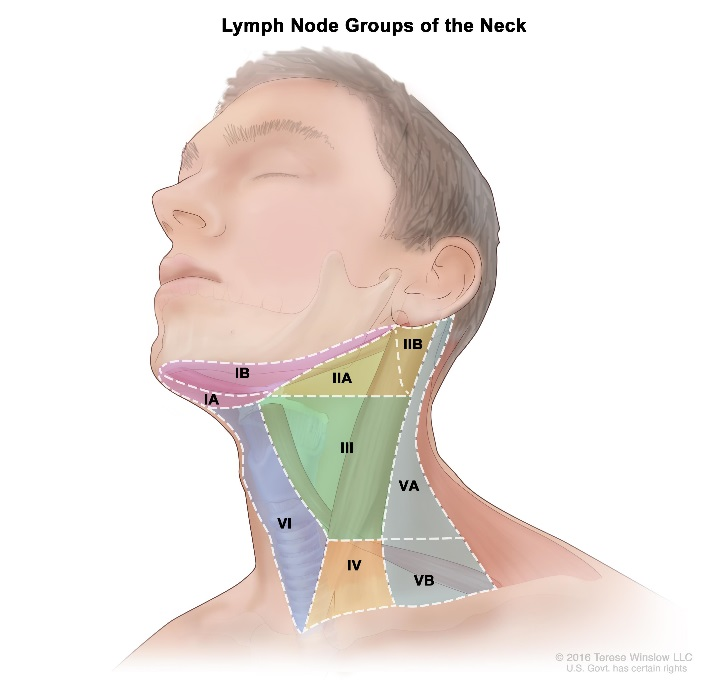 Lymph Node Groups of the Neck
IIB
IB
IIA
IA
III
VA
VI
IV
VB
© 2016 Terese Winslow LLC
U.S. Govt. has certain rights